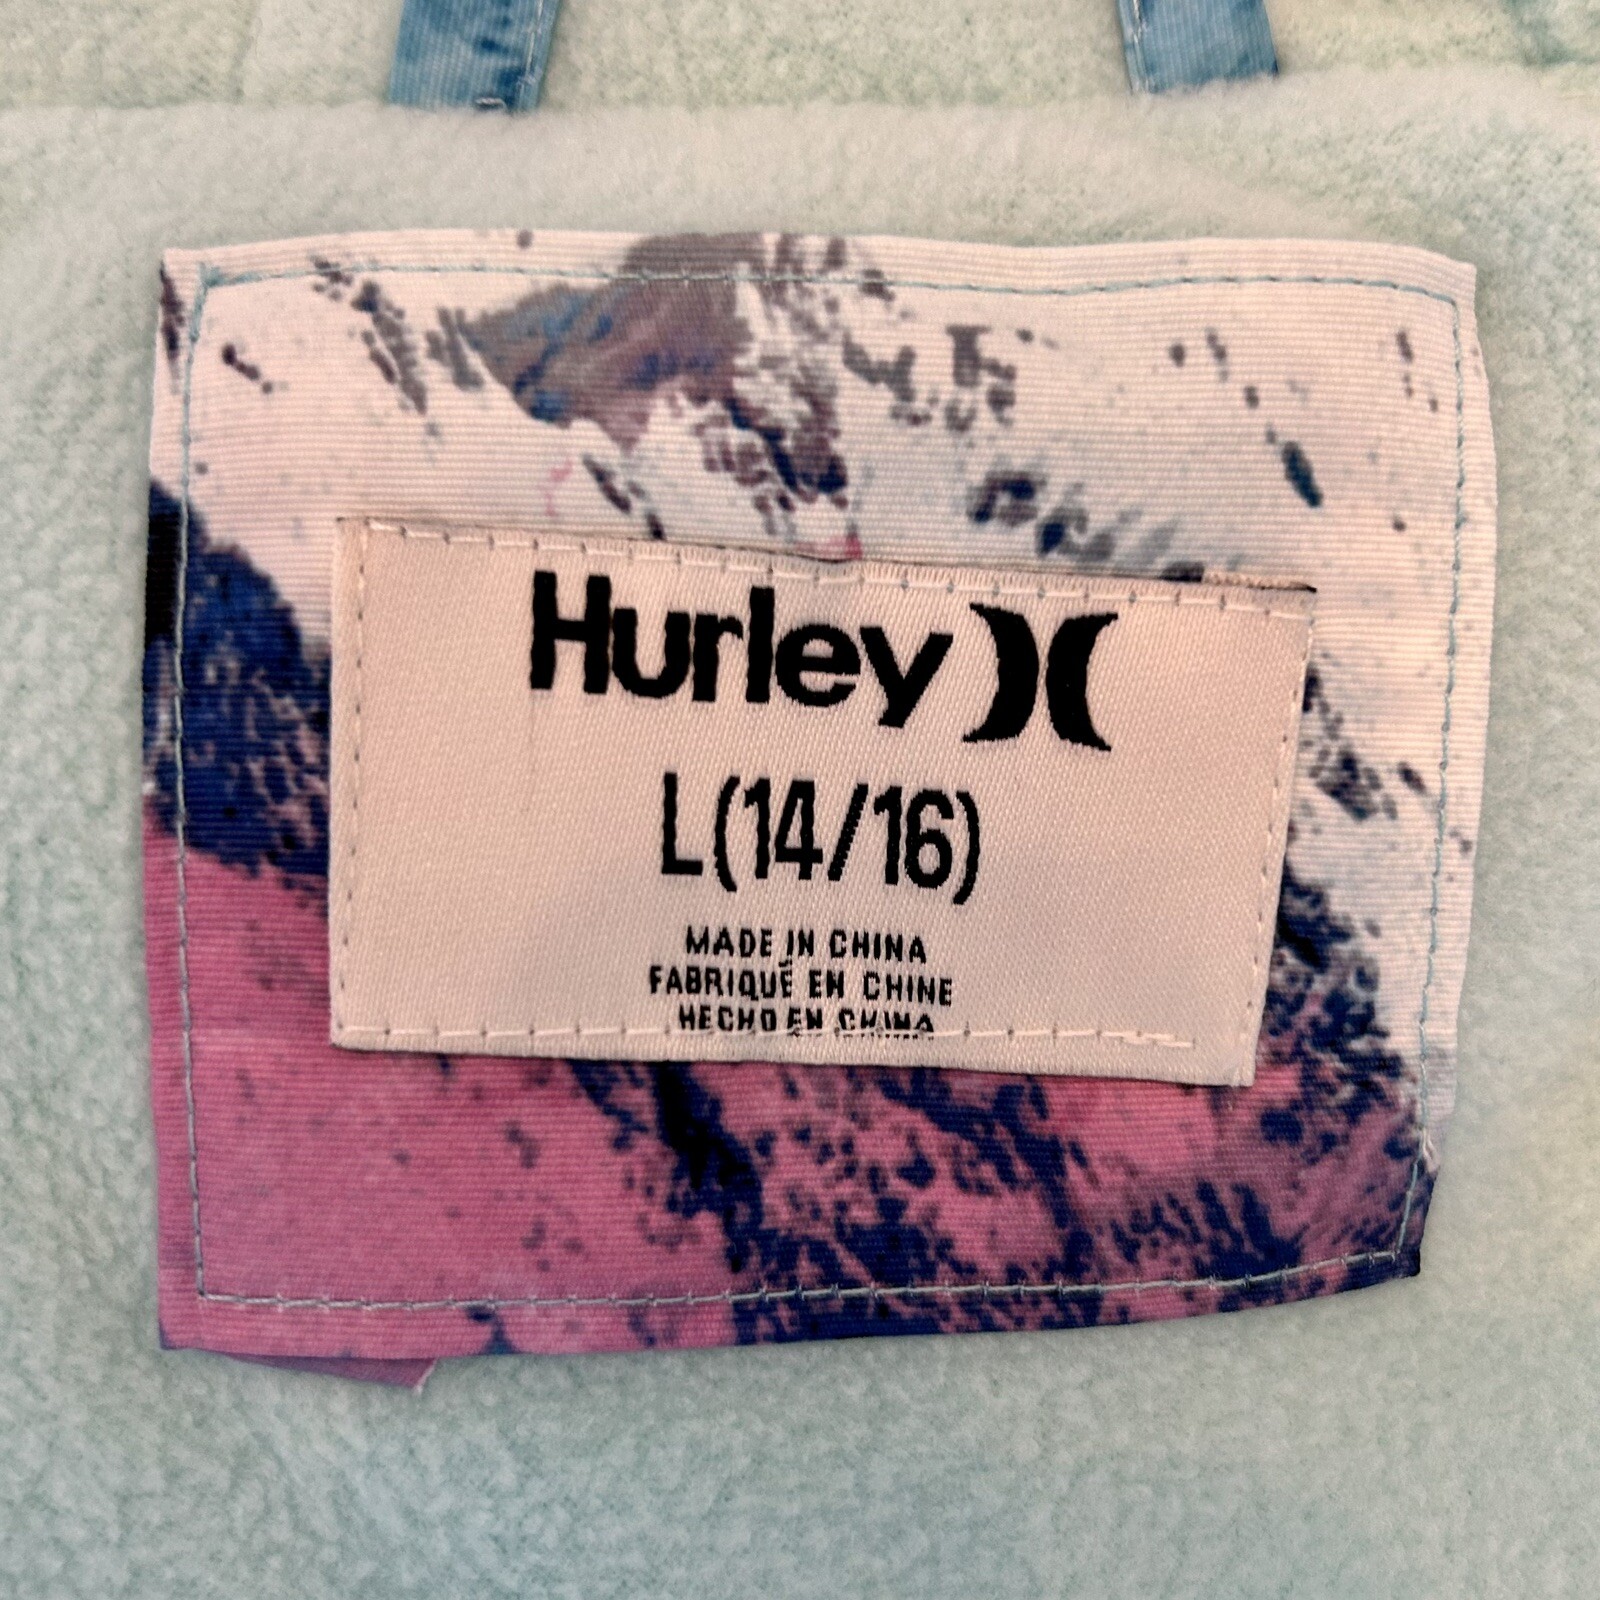 Hurley
L(14/16)
MADE IN CHINA
FABRIQUÉ EN CHINE
HECHO EN CHINA